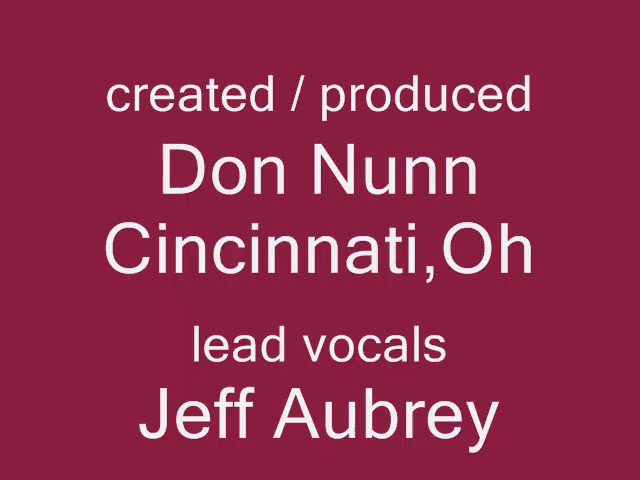 created / produced
Don Nunn
Cincinnati,Oh
lead vocals
Jeff Aubrey